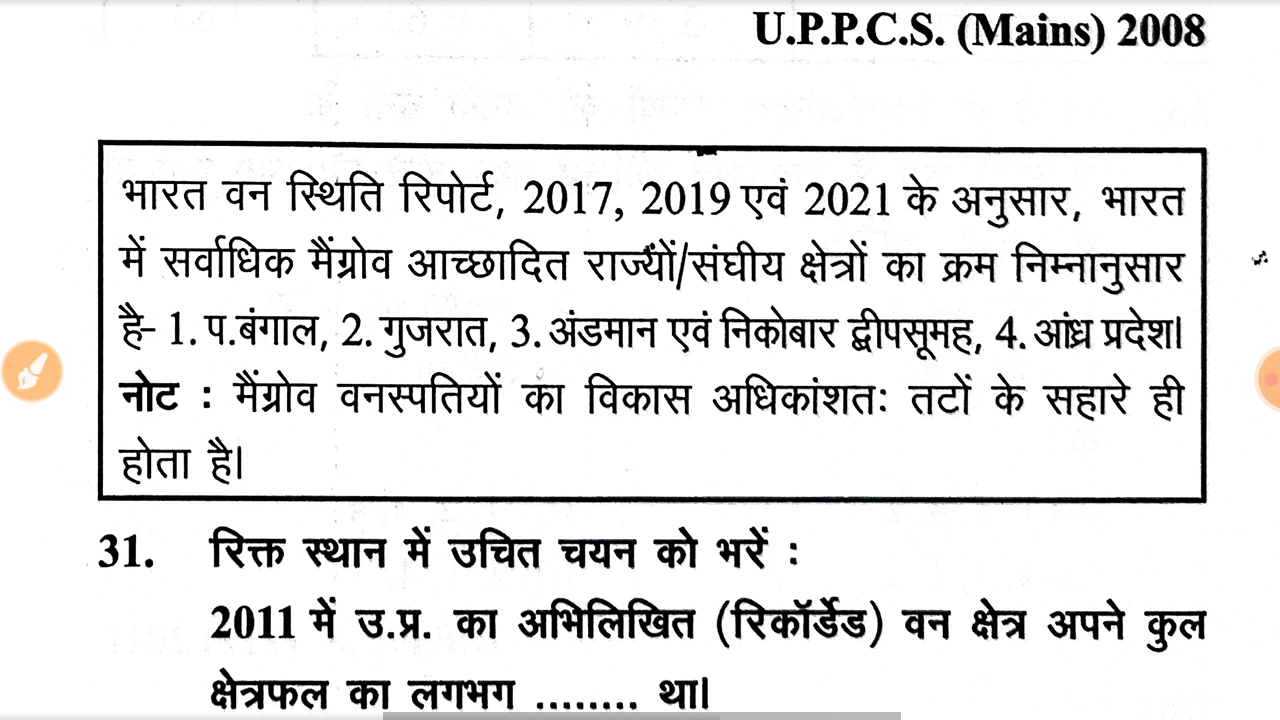 U.P.P.C.S. (Mains) 2008
भारत वन स्थिति रिपोर्ट, 2017, 2019 एवं 2021 के अनुसार, भारत
में सर्वाधिक मैंग्रोव आच्छादित राज्यों/संघीय क्षेत्रों का क्रम निम्नानुसार
है- 1. प.बंगाल, 2. गुजरात, 3. अंडमान एवं निकोबार द्वीपसूमह, 4. आंध्र प्रदेश।
नोट : मैंग्रोव वनस्पतियों का विकास अधिकांशतः तटों के सहारे ही
होता है।
31. रिक्त स्थान में उचित चयन को भरें :
2011 में उ.प्र. का अभिलिखित (रिकॉर्डेड) वन क्षेत्र अपने कुल
क्षेत्रफल का लगभग ........ था।